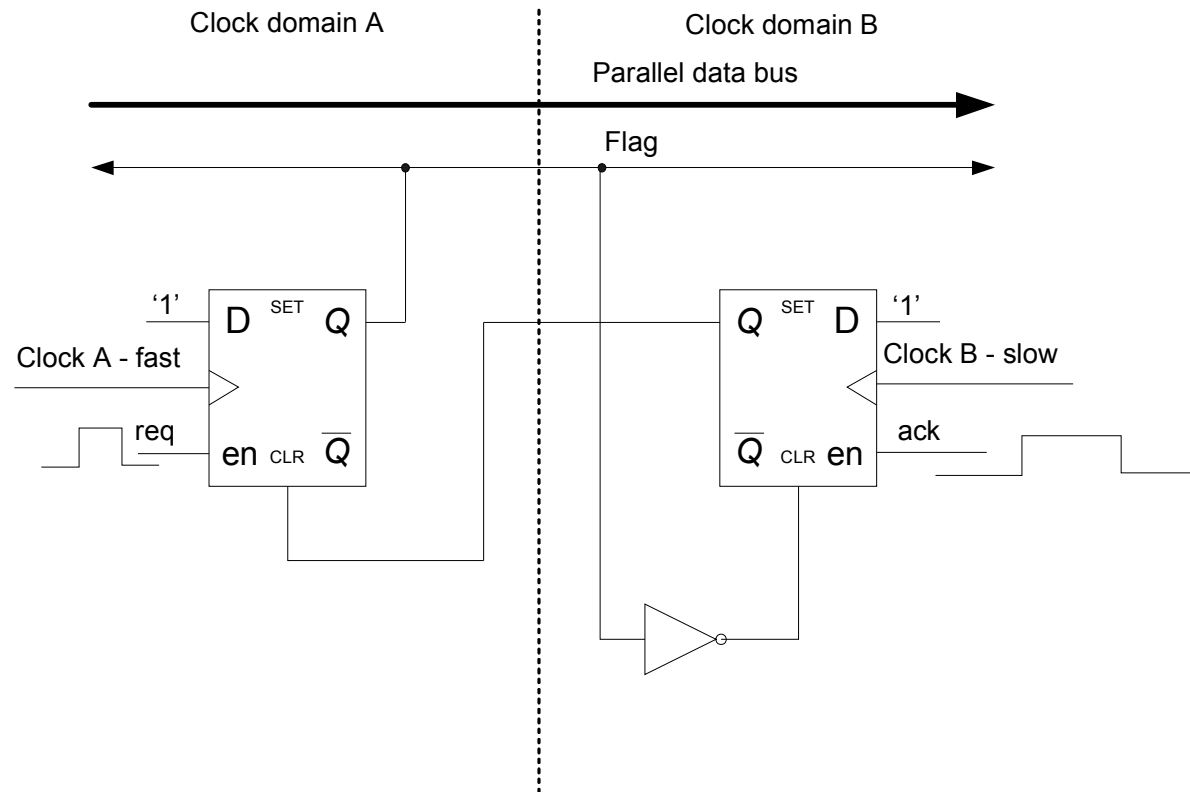 Clock domain A
Clock domain B
Parallel data bus
Flag
‘1’
D SET Q
Q SET D
‘1’
Clock A - fast
Clock B - slow
req
en CLR Q̅
Q̅ CLR en
ack